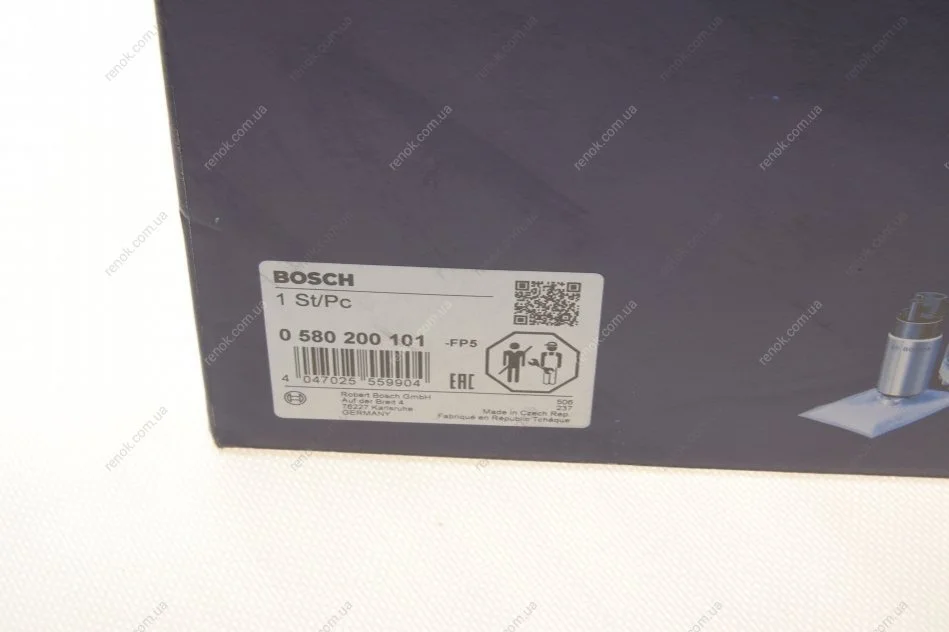 BOSCH
1 St/Pc
0 580 200 101 -FP5
4 047025 559904
EAC
Robert Bosch GmbH
Auf der Breit 4
76227 Karlsruhe
GERMANY
506
237
Made in Czech Rep.
Fabriqué en République Tchèque
renok.com.ua